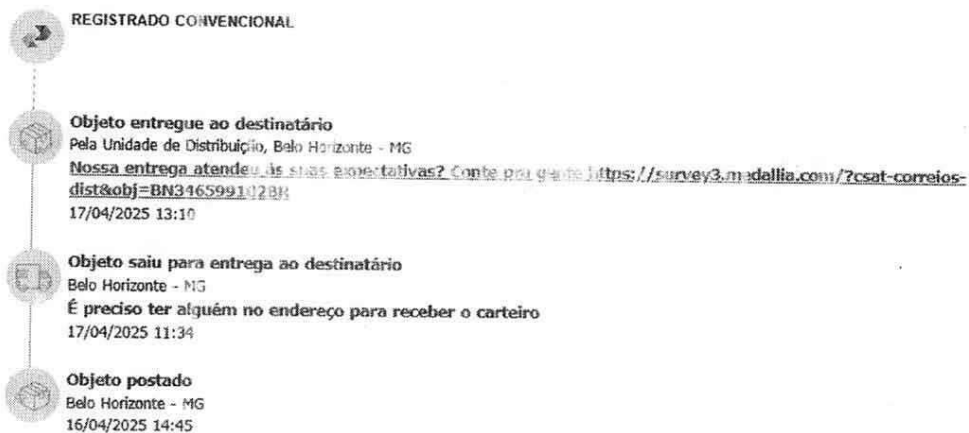 REGISTRADO CONVENCIONAL
Objeto entregue ao destinatário
Pela Unidade de Distribuição, Belo Horizonte - MG
Nossa entrega atendeu às suas expectativas? Conte pra gente https://survey3.medallia.com/?csat-correios-
dist&obj=
17/04/2025 13:10
Objeto saiu para entrega ao destinatário
Belo Horizonte - MG
É preciso ter alguém no endereço para receber o carteiro
17/04/2025 11:34
Objeto postado
Belo Horizonte - MG
16/04/2025 14:45